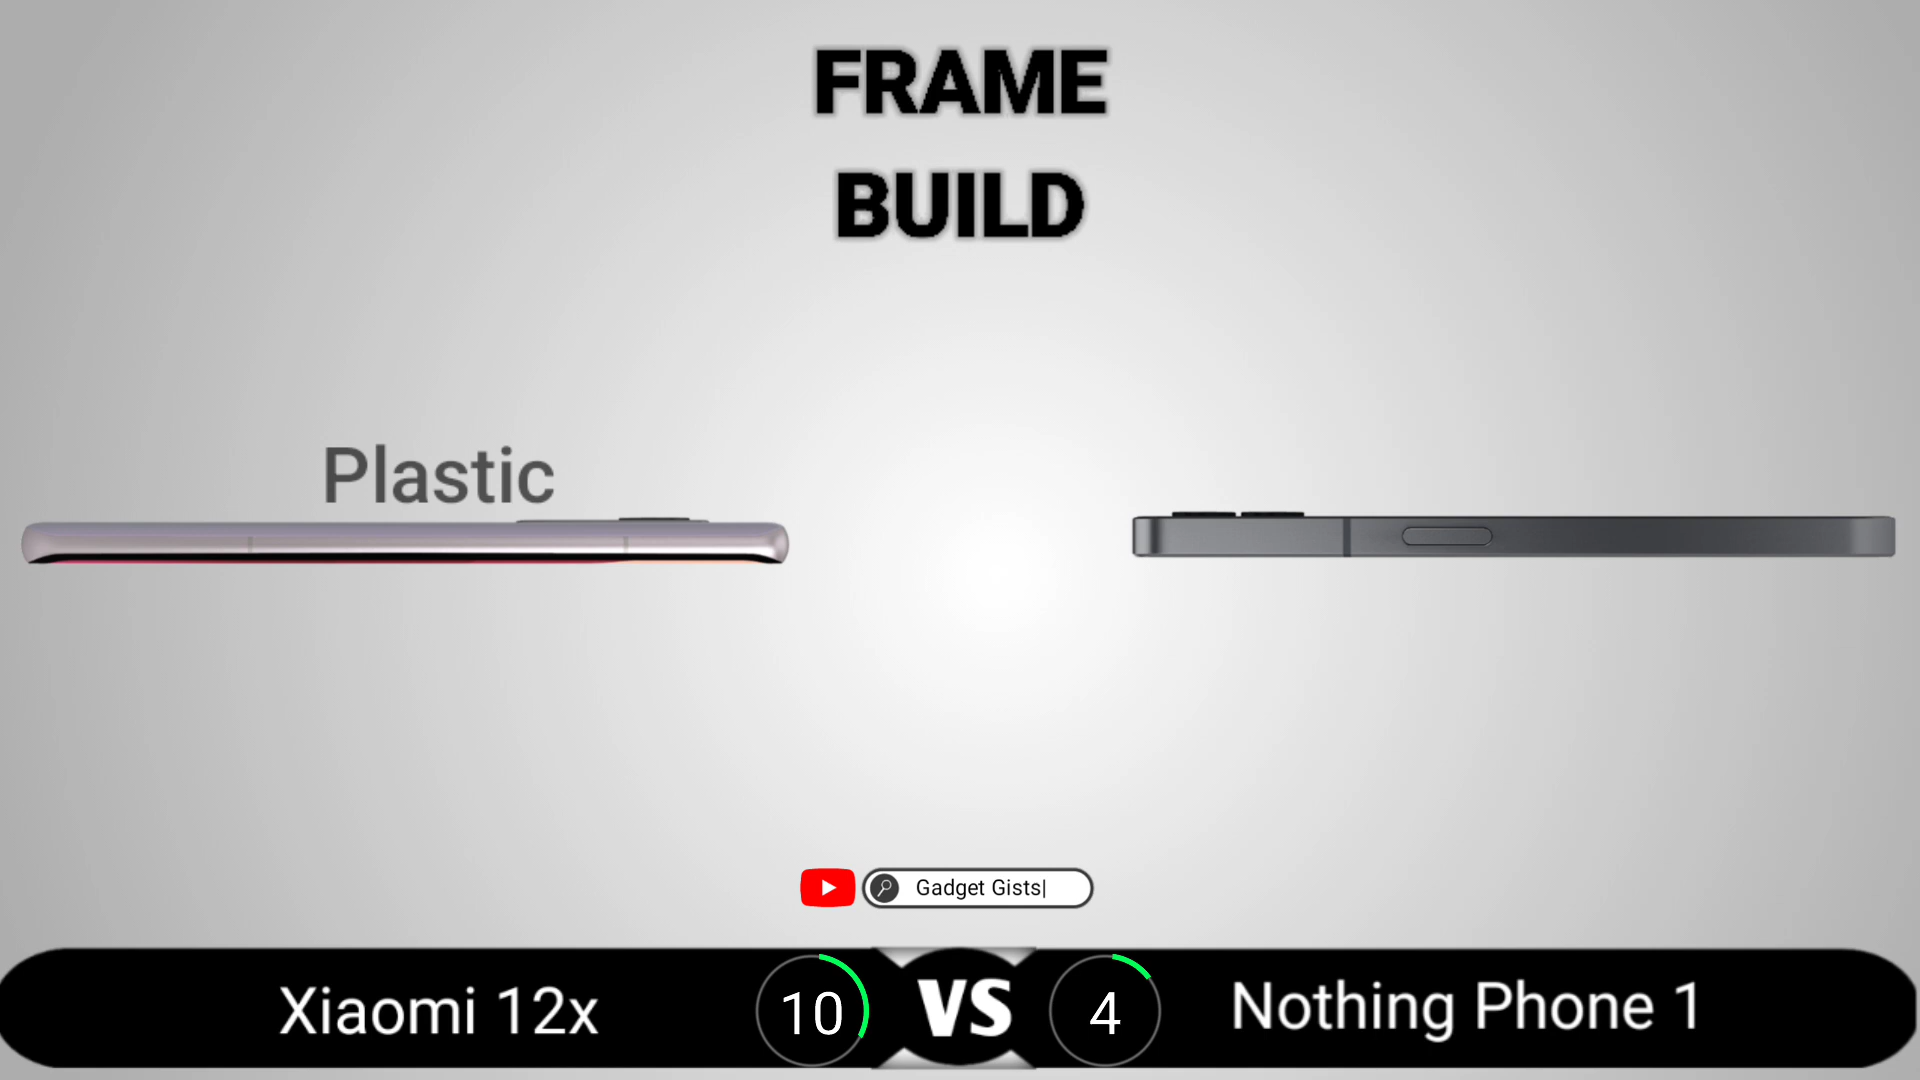 FRAME
BUILD
Plastic
Gadget Gists|
Xiaomi 12x
10
VS
4
Nothing Phone 1